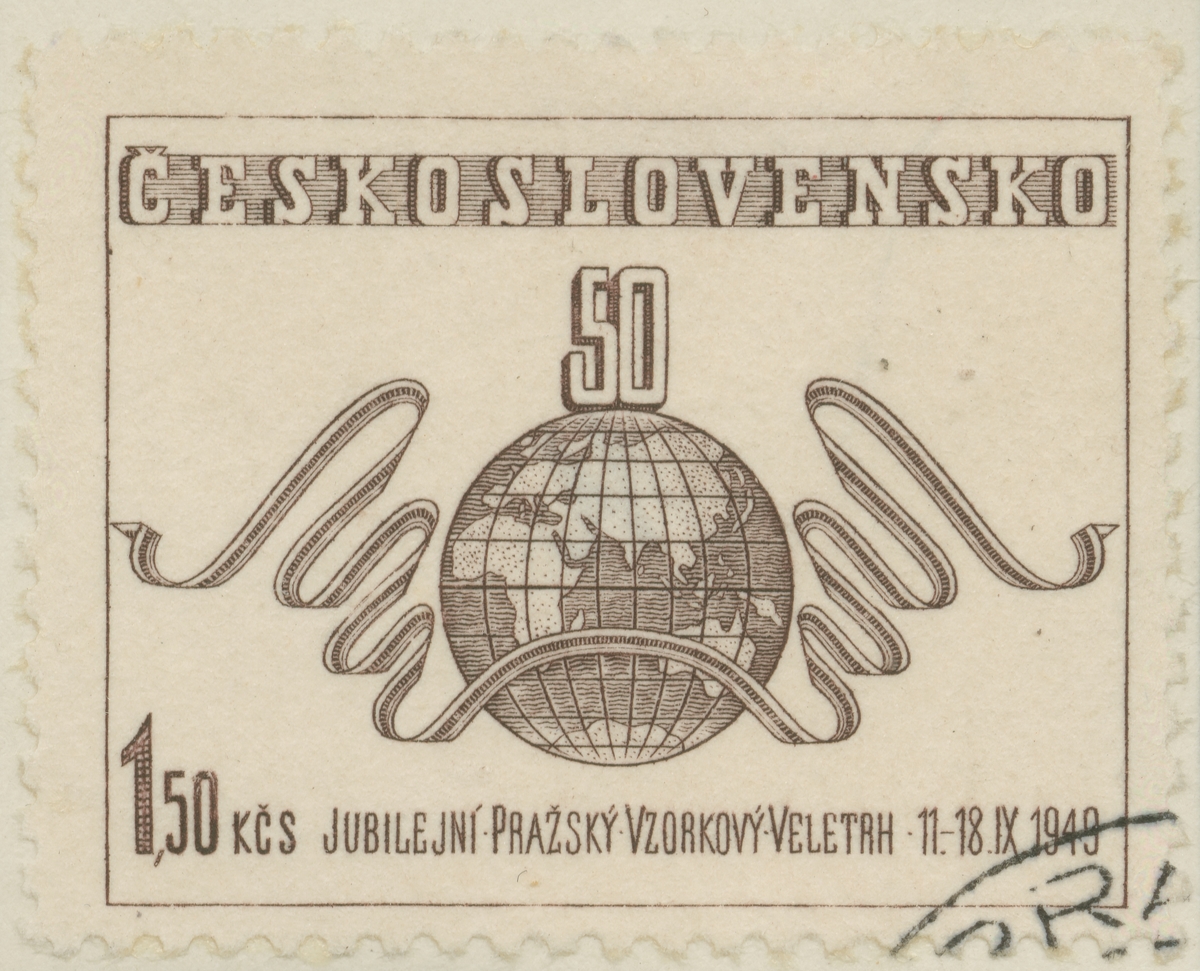 ČESKOSLOVENSKO
50
1,50 KČS JUBILEJNÍ·PRAŽSKÝ·VZORKOVÝ·VELETRH·11-18.IX 1949